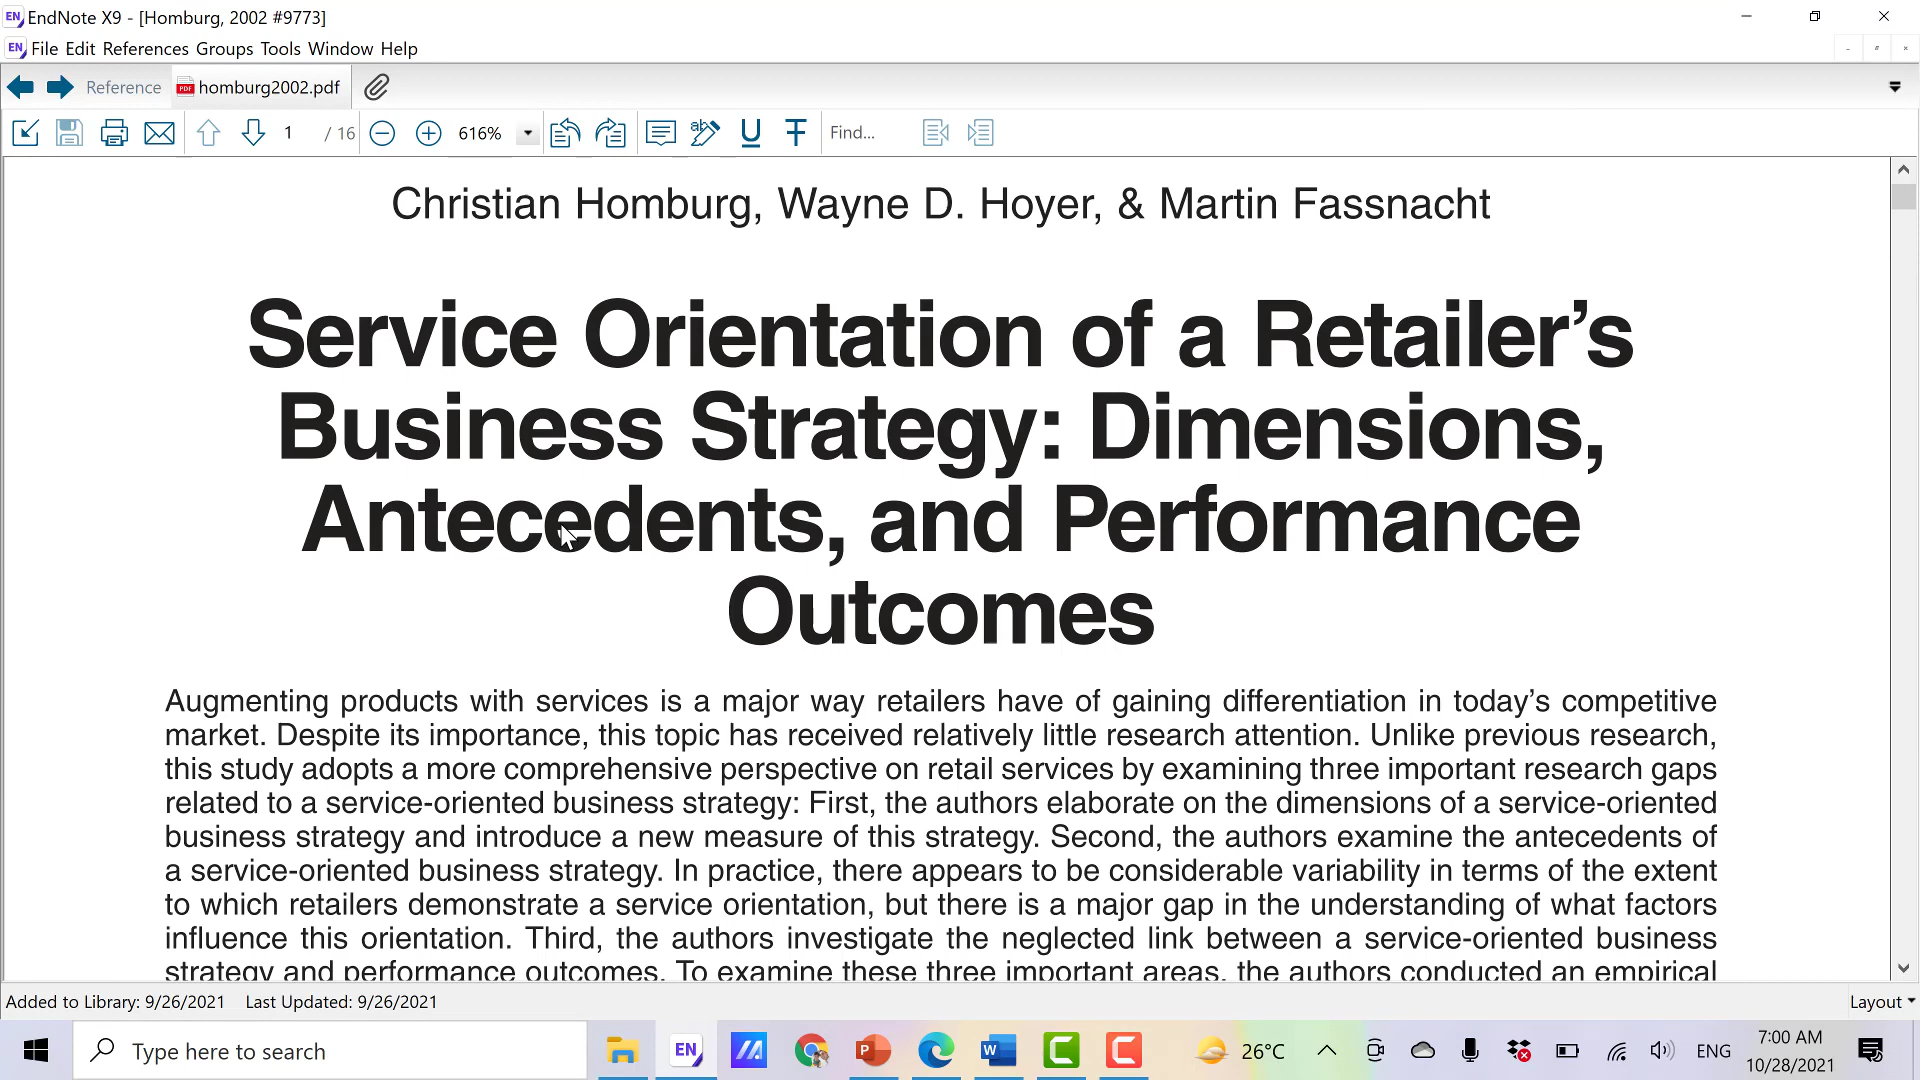 EndNote X9 - [Homburg, 2002 #9773]
File Edit References Groups Tools Window Help
Reference homburg2002.pdf
1 / 16 616% Find...
Christian Homburg, Wayne D. Hoyer, & Martin Fassnacht
Service Orientation of a Retailer’s
Business Strategy: Dimensions,
Antecedents, and Performance
Outcomes
Augmenting products with services is a major way retailers have of gaining differentiation in today’s competitive
market. Despite its importance, this topic has received relatively little research attention. Unlike previous research,
this study adopts a more comprehensive perspective on retail services by examining three important research gaps
related to a service-oriented business strategy: First, the authors elaborate on the dimensions of a service-oriented
business strategy and introduce a new measure of this strategy. Second, the authors examine the antecedents of
a service-oriented business strategy. In practice, there appears to be considerable variability in terms of the extent
to which retailers demonstrate a service orientation, but there is a major gap in the understanding of what factors
influence this orientation. Third, the authors investigate the neglected link between a service-oriented business
strategy and performance outcomes. To examine these three important areas, the authors conducted an empirical
Added to Library: 9/26/2021 Last Updated: 9/26/2021 Layout
Type here to search 26°C ENG 7:00 AM
10/28/2021